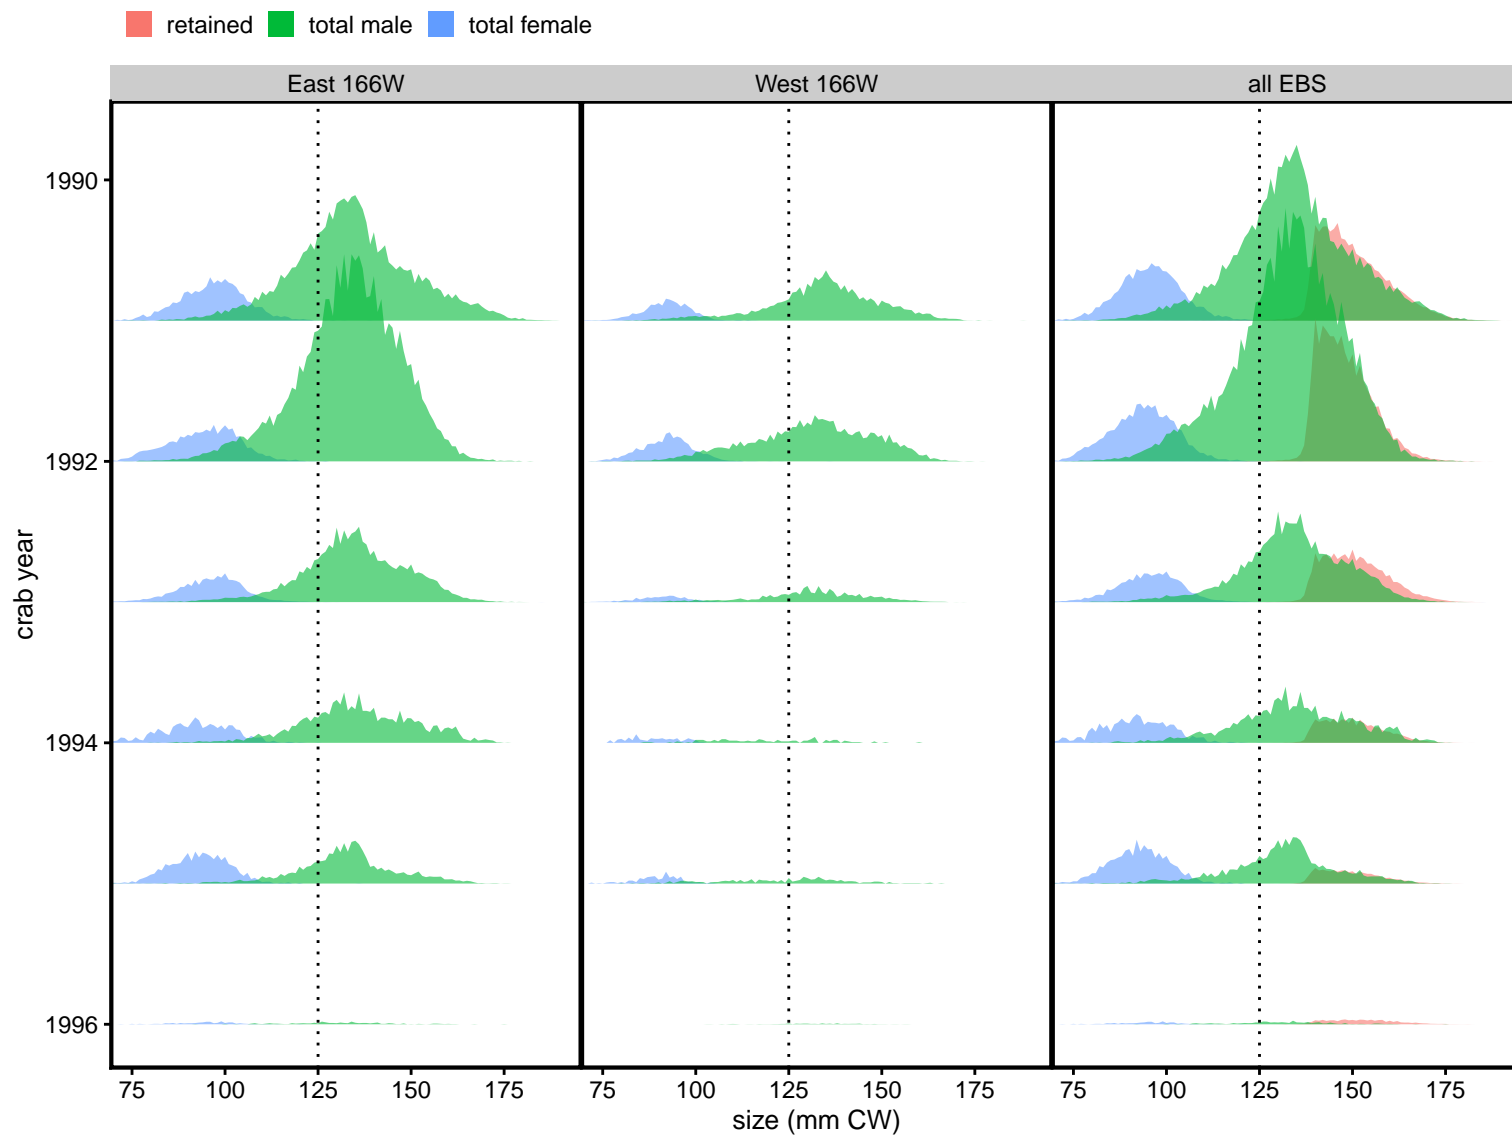 retained total male total female
East 166W West 166W all EBS
1990
1992
1994
1996
crab year
75 100 125 150 175 75 100 125 150 175 75 100 125 150 175
size (mm CW)